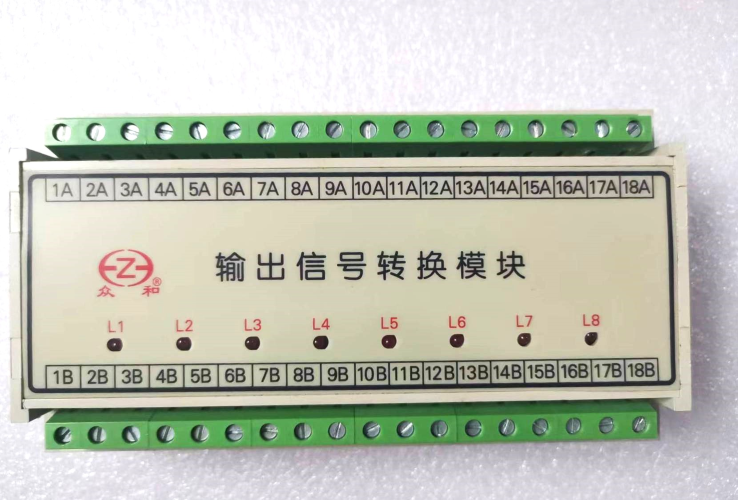 1A 2A 3A 4A 5A 6A 7A 8A 9A 10A 11A 12A 13A 14A 15A 16A 17A 18A
输出信号转换模块
Z
众和®
L1 L2 L3 L4 L5 L6 L7 L8
1B 2B 3B 4B 5B 6B 7B 8B 9B 10B 11B 12B 13B 14B 15B 16B 17B 18B